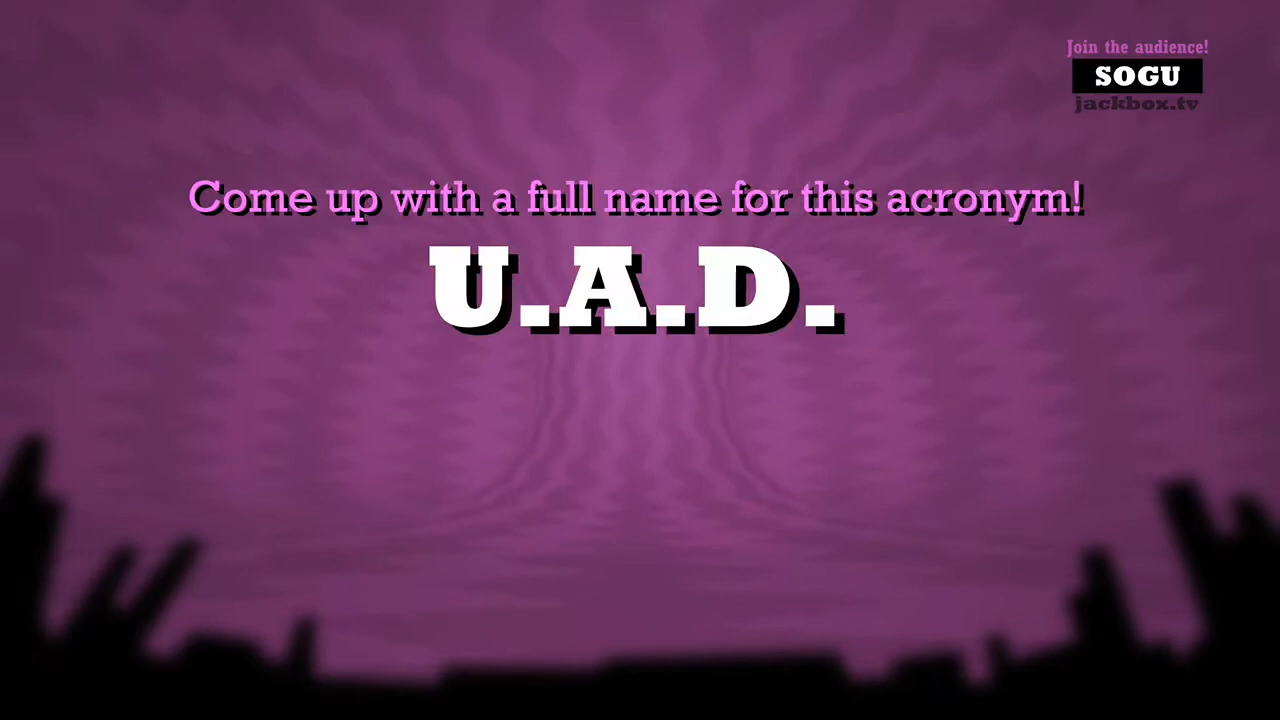 Join the audience!
SOGU
jackbox.tv
Come up with a full name for this acronym!
U.A.D.